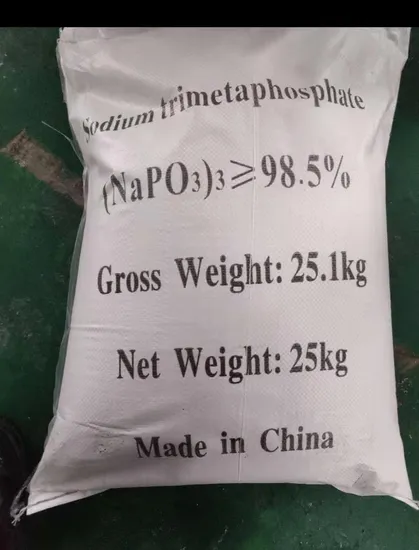 Sodium trimetaphosphate
(NaPO3)3≥98.5%
Gross Weight: 25.1kg
Net Weight: 25kg
Made in China